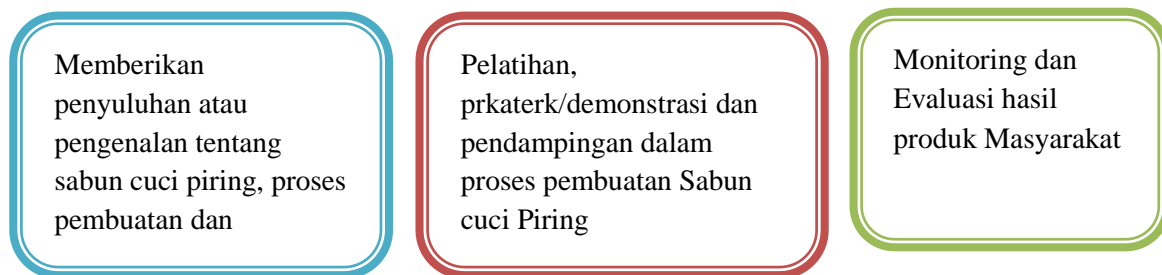 Memberikan
penyuluhan atau
pengenalan tentang
sabun cuci piring, proses
pembuatan dan
Pelatihan,
prkaterk/demonstrasi dan
pendampingan dalam
proses pembuatan Sabun
cuci Piring
Monitoring dan
Evaluasi hasil
produk Masyarakat